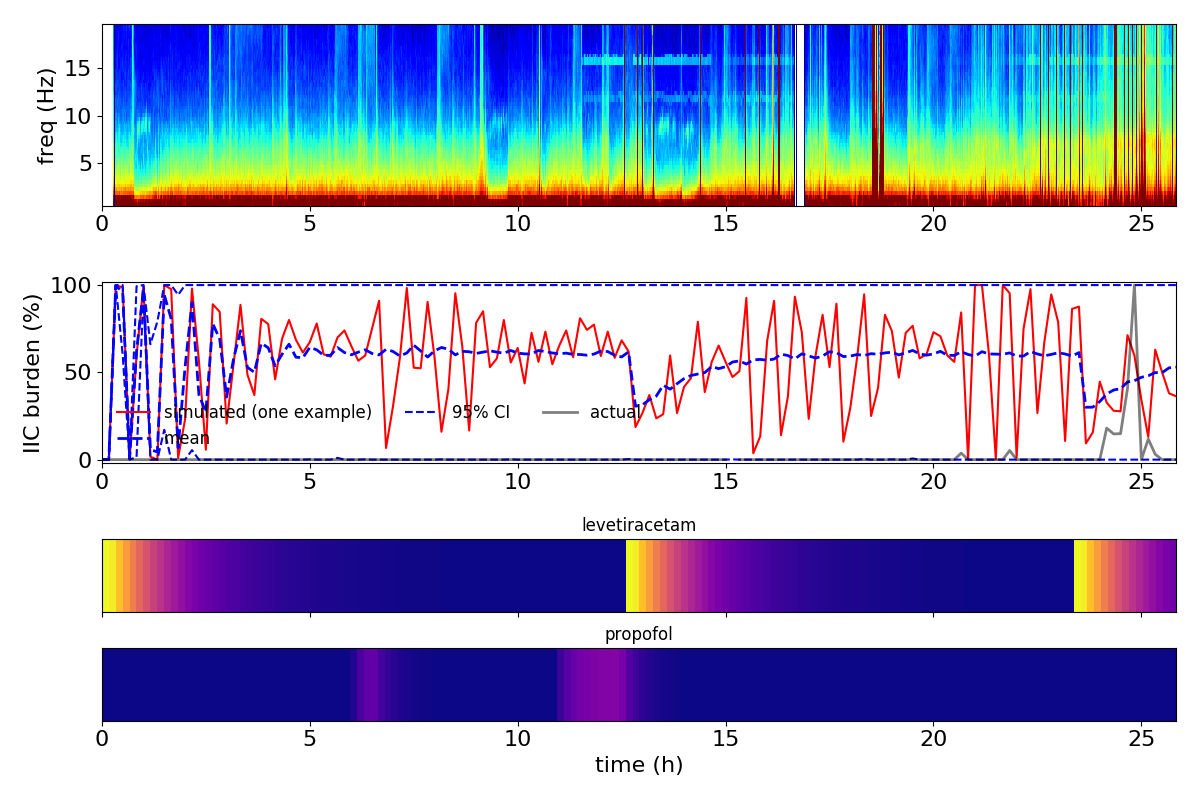 freq (Hz)
15
10
5
0 5 10 15 20 25
IIC burden (%)
100
50
0
simulated (one example) 95% CI actual
mean
0 5 10 15 20 25
levetiracetam
propofol
0 5 10 15 20 25
time (h)